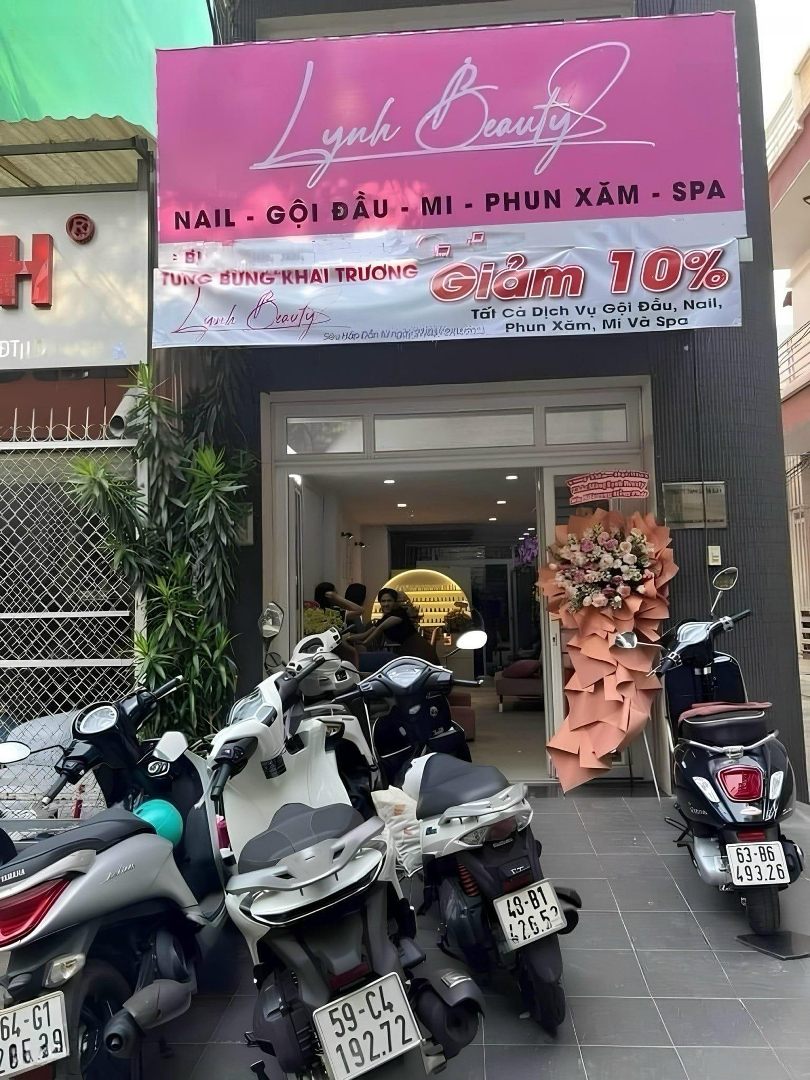 Lynh Beauty
NAIL - GỘI ĐẦU - MI - PHUN XĂM - SPA
TƯNG BỪNG KHAI TRƯƠNG
Giảm 10%
Lynh Beauty
Tất Cả Dịch Vụ Gội Đầu, Nail,
Phun Xăm, Mi Và Spa
H
®
ĐT
YAMAHA
63-B6
493.26
49-B1
64-G1
59-C4
192.72